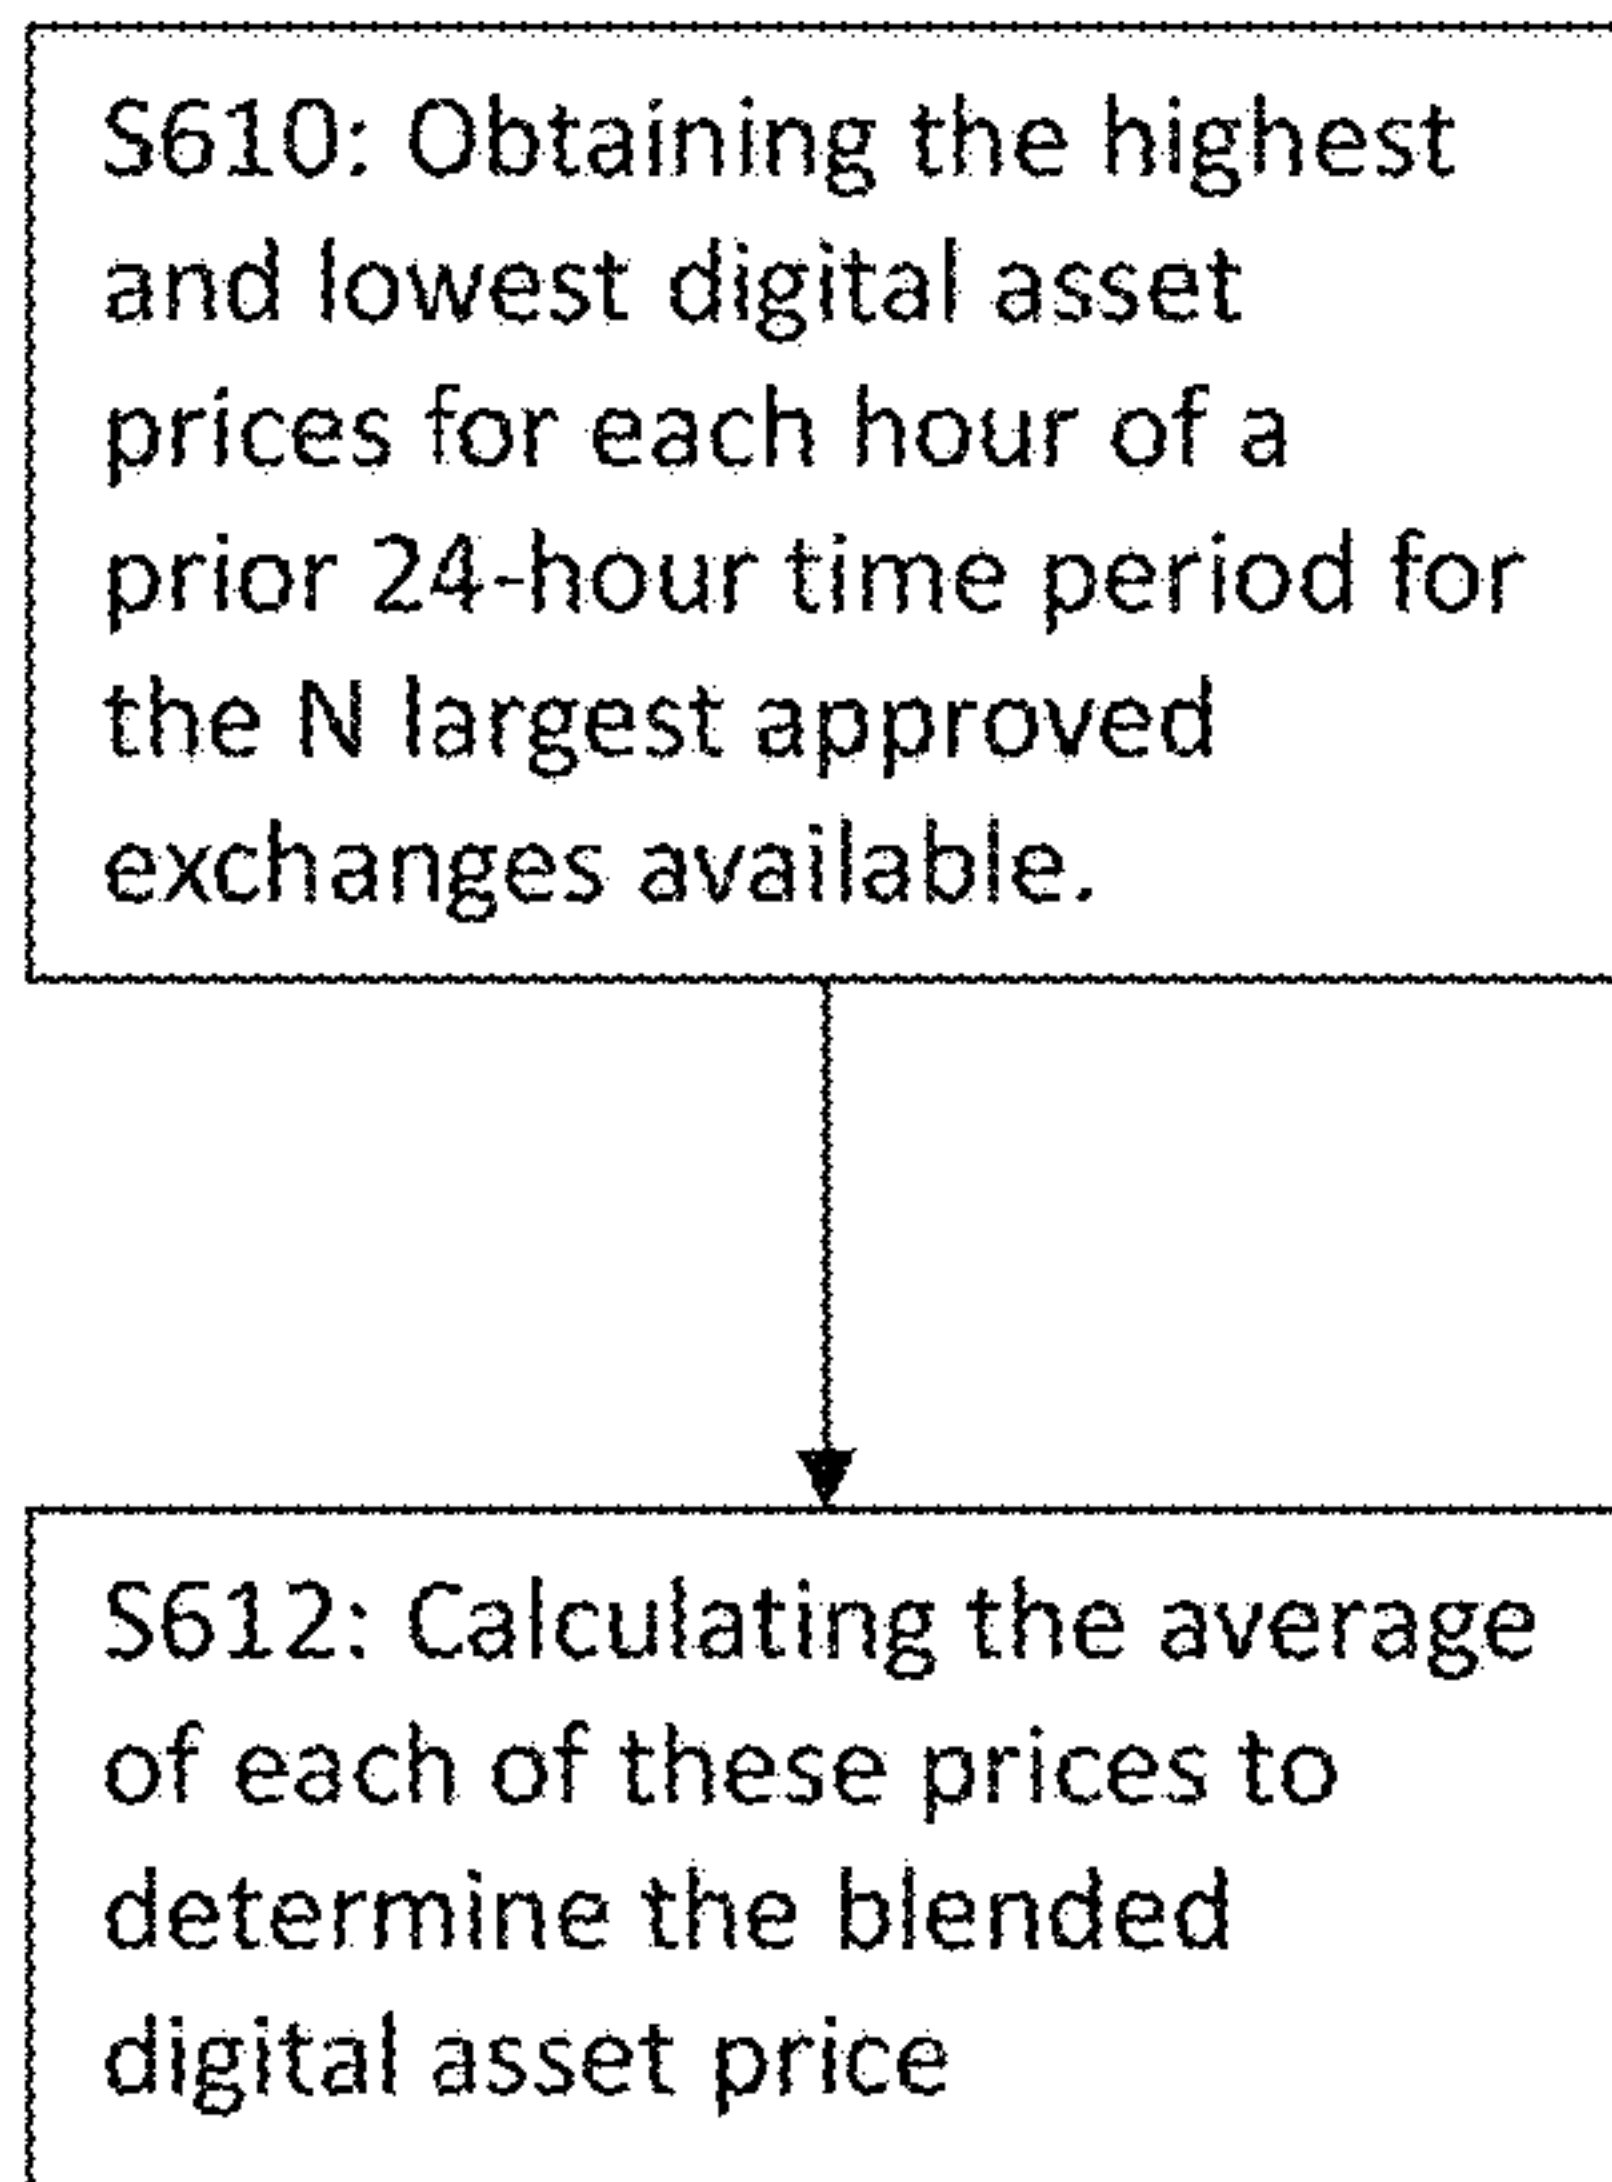 S610: Obtaining the highest
and lowest digital asset
prices for each hour of a
prior 24-hour time period for
the N largest approved
exchanges available.
S612: Calculating the average
of each of these prices to
determine the blended
digital asset price